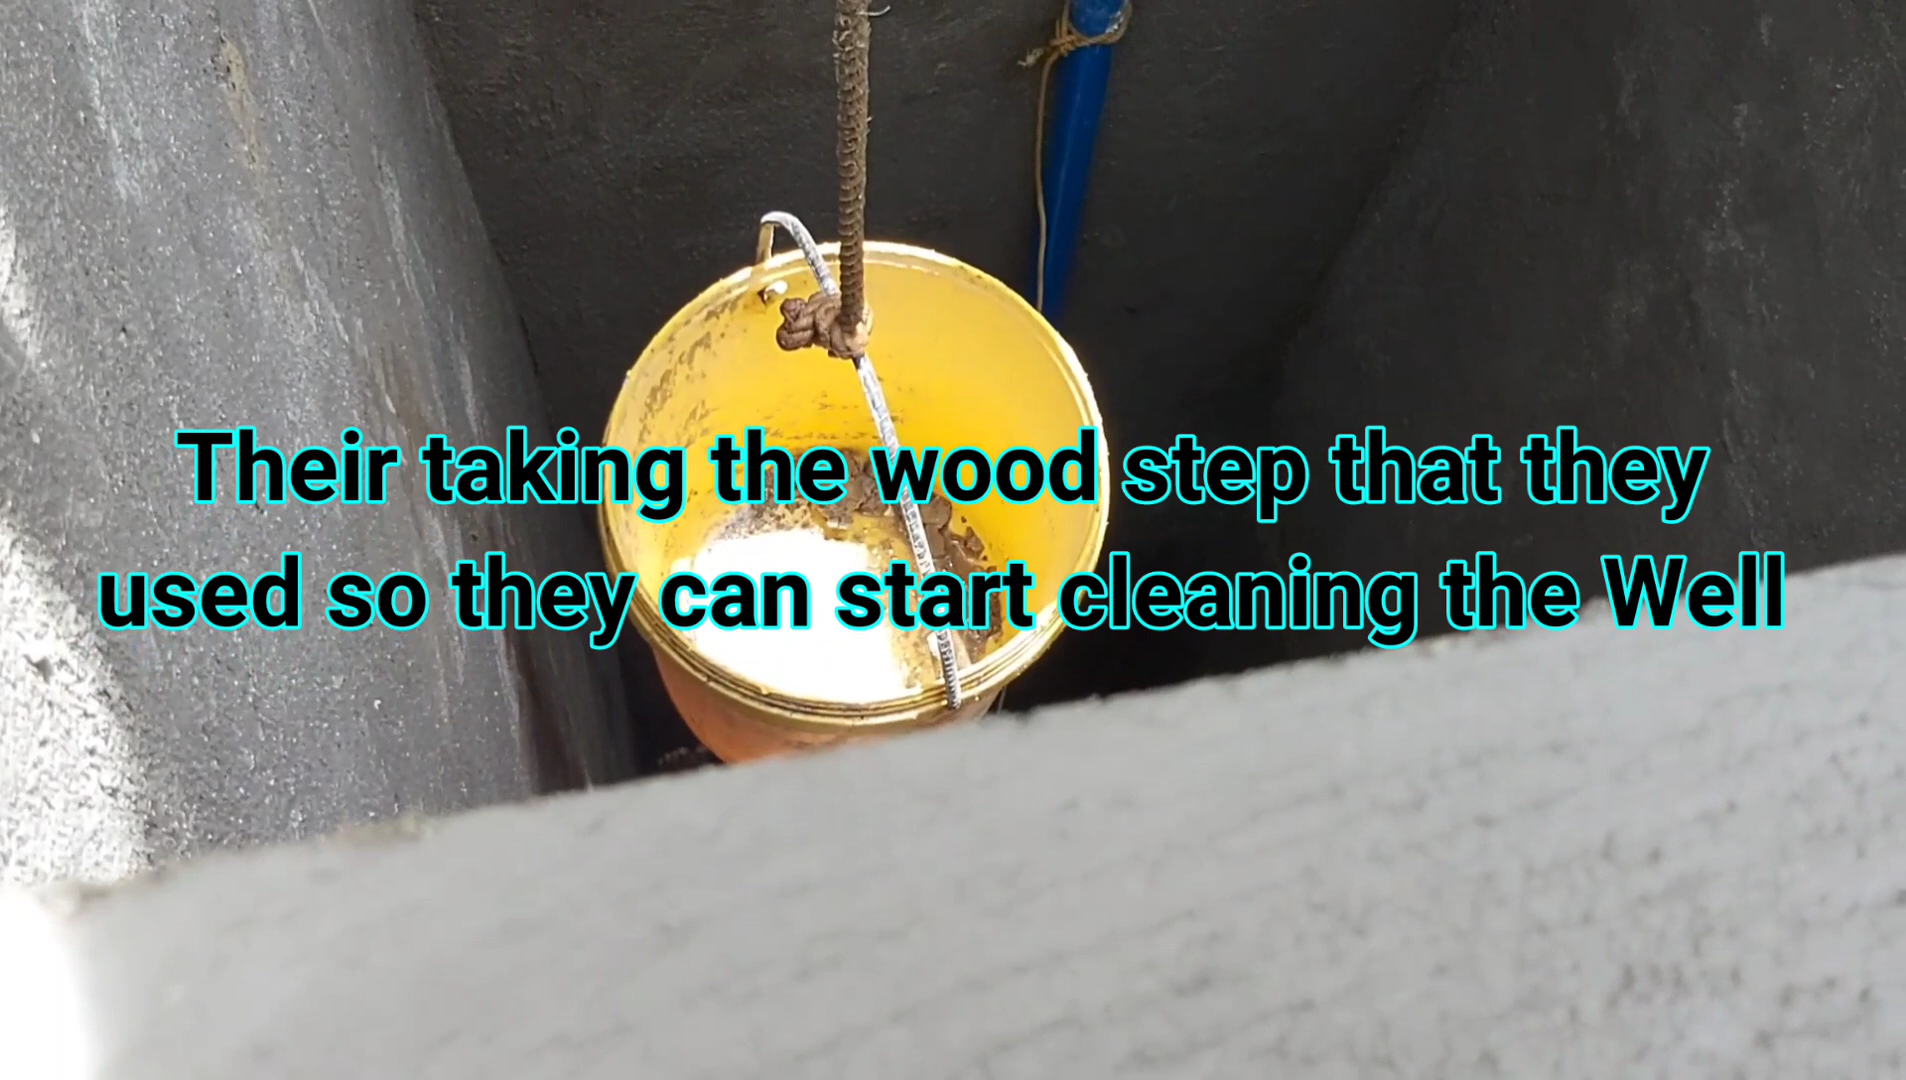 Their taking the wood step that they
used so they can start cleaning the Well